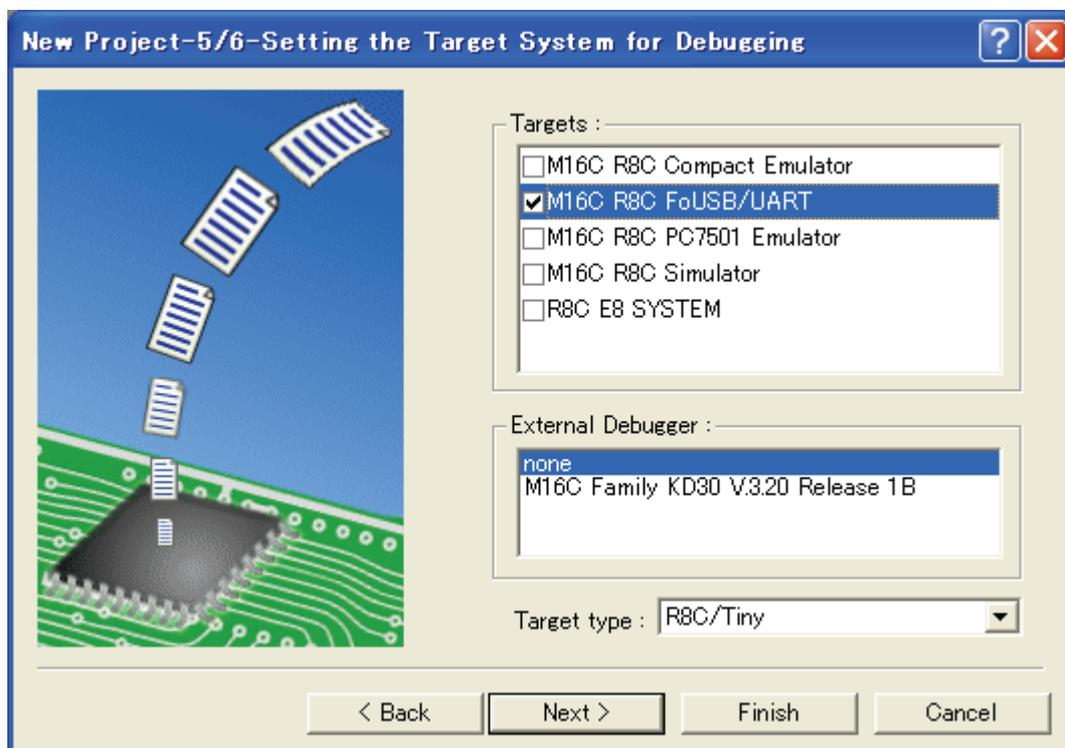 New Project-5/6-Setting the Target System for Debugging
Targets :
M16C R8C Compact Emulator
M16C R8C FoUSB/UART
M16C R8C PC7501 Emulator
M16C R8C Simulator
R8C E8 SYSTEM
External Debugger :
none
M16C Family KD30 V.3.20 Release 1B
Target type : R8C/Tiny
< Back Next > Finish Cancel